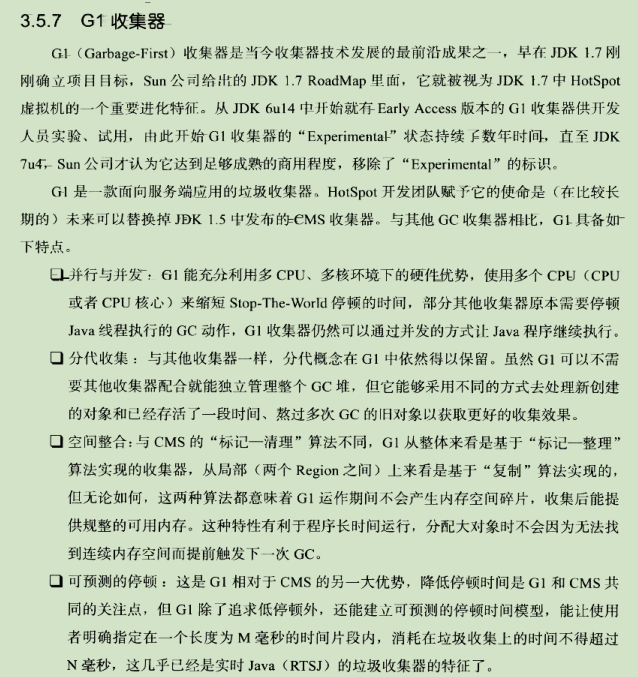 3.5.7 G1 收集器
G1（Garbage-First）收集器是当今收集器技术发展的最前沿成果之一，早在 JDK 1.7 刚
刚确立项目目标，Sun 公司给出的 JDK 1.7 RoadMap 里面，它就被视为 JDK 1.7 中 HotSpot
虚拟机的一个重要进化特征。从 JDK 6u14 中开始就有 Early Access 版本的 G1 收集器供开发
人员实验、试用，由此开始 G1 收集器的“Experimental”状态持续了数年时间，直至 JDK
7u4，Sun 公司才认为它达到足够成熟的商用程度，移除了“Experimental”的标识。
G1 是一款面向服务端应用的垃圾收集器。HotSpot 开发团队赋予它的使命是（在比较长
期的）未来可以替换掉 JDK 1.5 中发布的 CMS 收集器。与其他 GC 收集器相比，G1 具备如
下特点。
❑ 并行与并发：G1 能充分利用多 CPU、多核环境下的硬件优势，使用多个 CPU（CPU
或者 CPU 核心）来缩短 Stop-The-World 停顿的时间，部分其他收集器原本需要停顿
Java 线程执行的 GC 动作，G1 收集器仍然可以通过并发的方式让 Java 程序继续执行。
❑ 分代收集：与其他收集器一样，分代概念在 G1 中依然得以保留。虽然 G1 可以不需
要其他收集器配合就能独立管理整个 GC 堆，但它能够采用不同的方式去处理新创建
的对象和已经存活了一段时间、熬过多次 GC 的旧对象以获取更好的收集效果。
❑ 空间整合：与 CMS 的“标记—清理”算法不同，G1 从整体来看是基于“标记—整理”
算法实现的收集器，从局部（两个 Region 之间）上来看是基于“复制”算法实现的，
但无论如何，这两种算法都意味着 G1 运作期间不会产生内存空间碎片，收集后能提
供规整的可用内存。这种特性有利于程序长时间运行，分配大对象时不会因为无法找
到连续内存空间而提前触发下一次 GC。
❑ 可预测的停顿：这是 G1 相对于 CMS 的另一大优势，降低停顿时间是 G1 和 CMS 共
同的关注点，但 G1 除了追求低停顿外，还能建立可预测的停顿时间模型，能让使用
者明确指定在一个长度为 M 毫秒的时间片段内，消耗在垃圾收集上的时间不得超过
N 毫秒，这几乎已经是实时 Java（RTSJ）的垃圾收集器的特征了。